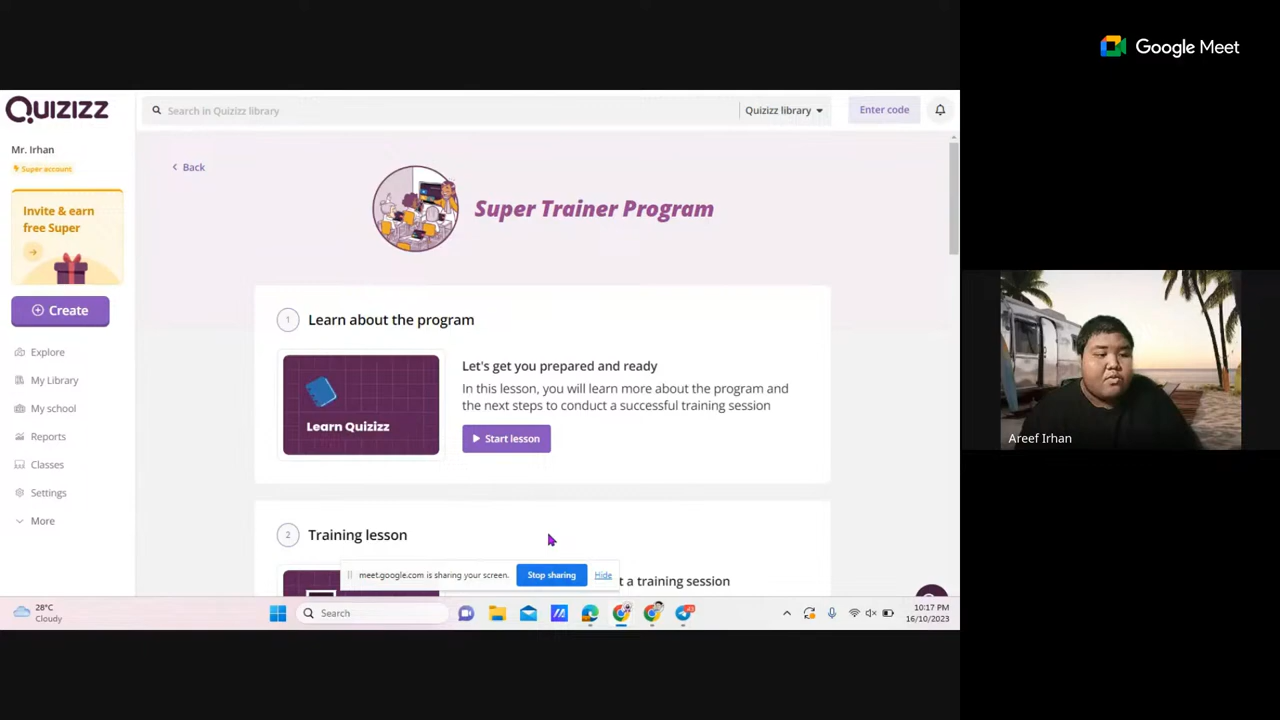 Google Meet
QUIZIZZ
Search in Quizizz library
Quizizz library
Enter code
Mr. Irhan
Super account
Back
Super Trainer Program
Invite & earn
free Super
Create
Explore
My Library
My school
Reports
Classes
Settings
More
1
Learn about the program
Learn Quizizz
Let's get you prepared and ready
In this lesson, you will learn more about the program and
the next steps to conduct a successful training session
Start lesson
2
Training lesson
t a training session
meet.google.com is sharing your screen.
Stop sharing
Hide
Areef Irhan
28°C
Cloudy
Search
10:17 PM
16/10/2023